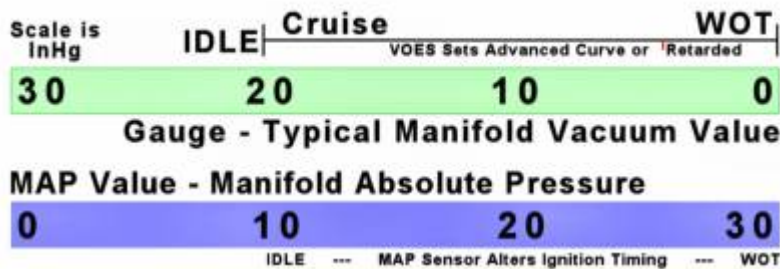 Scale is InHg
IDLE Cruise WOT
VOES Sets Advanced Curve or Retarded
30 20 10 0
Gauge - Typical Manifold Vacuum Value
MAP Value - Manifold Absolute Pressure
0 10 20 30
IDLE --- MAP Sensor Alters Ignition Timing --- WOT